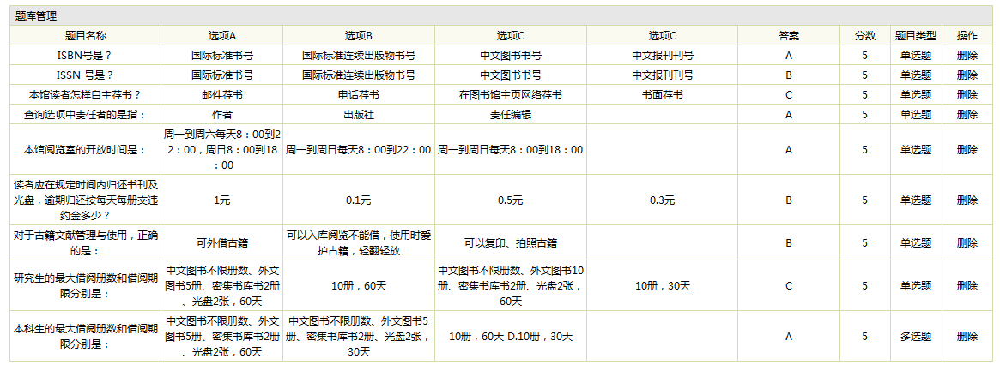 题库管理
题目名称 选项A 选项B 选项C 选项C 答案 分数 题目类型 操作
ISBN号是？ 国际标准书号 国际标准连续出版物书号 中文图书书号 中文报刊刊号 A 5 单选题 删除
ISSN 号是？ 国际标准书号 国际标准连续出版物书号 中文图书书号 中文报刊刊号 B 5 单选题 删除
本馆读者怎样自主荐书？ 邮件荐书 电话荐书 在图书馆主页网络荐书 书面荐书 C 5 单选题 删除
查询选项中责任者的是指： 作者 出版社 责任编辑 A 5 单选题 删除
本馆阅览室的开放时间是：
周一到周六每天8：00到2
2：00，周日8：00到18
：00
周一到周日每天8：00到22：00 周一到周日每天8：00到18：00 A 5 单选题 删除
读者应在规定时间内归还书刊及
光盘，逾期归还按每天每册交违
约金多少？
1元 0.1元 0.5元 0.3元 B 5 单选题 删除
对于古籍文献管理与使用，正确
的是：
可外借古籍
可以入库阅览不能借，使用时爱
护古籍，轻翻轻放
可以复印、拍照古籍 B 5 单选题 删除
研究生的最大借阅册数和借阅期
限分别是：
中文图书不限册数、外文
图书5册、密集书库书2册
、光盘2张，60天
10册，60天
中文图书不限册数、外文图书10
册、密集书库书2册、光盘2张，
60天
10册，30天 C 5 单选题 删除
本科生的最大借阅册数和借阅期
限分别是：
中文图书不限册数、外文
图书5册、密集书库书2册
、光盘2张，60天
中文图书不限册数、外文图书5
册、密集书库书2册、光盘2张，
30天
10册，60天 D.10册，30天 A 5 多选题 删除